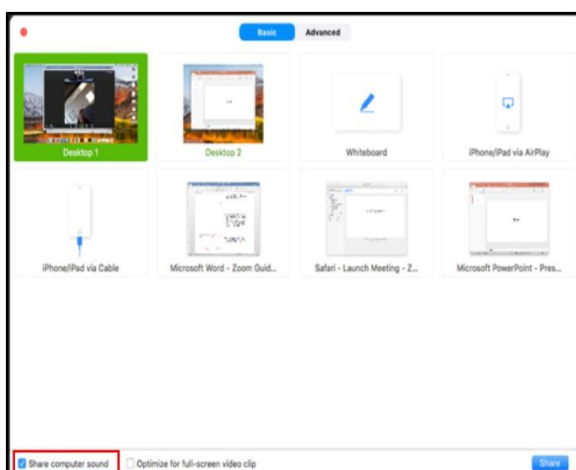 Basic Advanced
Desktop 1 Desktop 2 Whiteboard iPhone/iPad via AirPlay
iPhone/iPad via Cable Microsoft Word - Zoom Guid... Safari - Launch Meeting - Z... Microsoft PowerPoint - Pres...
Share computer sound Optimize for full-screen video clip Share